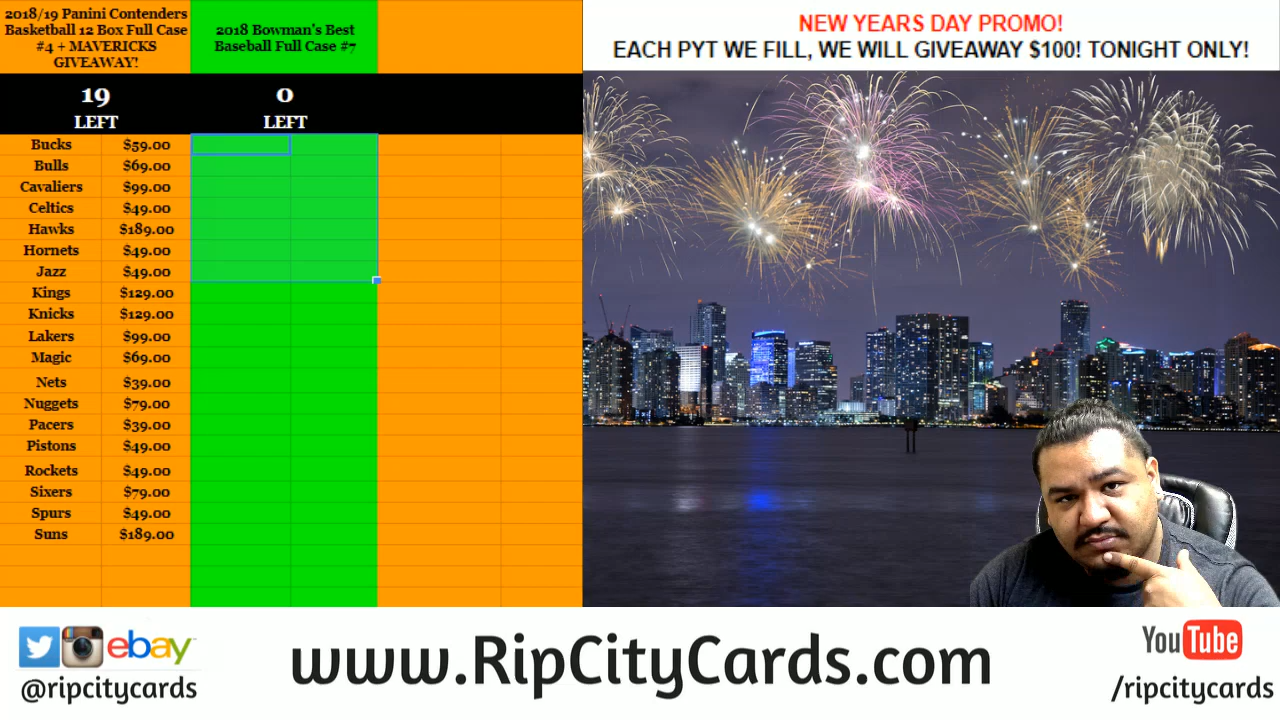 2018/19 Panini Contenders
Basketball 12 Box Full Case
#4 + MAVERICKS
GIVEAWAY!
2018 Bowman's Best
Baseball Full Case #7
NEW YEARS DAY PROMO!
EACH PYT WE FILL, WE WILL GIVEAWAY $100! TONIGHT ONLY!
19
LEFT
0
LEFT
Bucks $59.00
Bulls $69.00
Cavaliers $99.00
Celtics $49.00
Hawks $189.00
Hornets $49.00
Jazz $49.00
Kings $129.00
Knicks $129.00
Lakers $99.00
Magic $69.00
Nets $39.00
Nuggets $79.00
Pacers $39.00
Pistons $49.00
Rockets $49.00
Sixers $79.00
Spurs $49.00
Suns $189.00
ebay
@ripcitycards
www.RipCityCards.com
YouTube
/ripcitycards